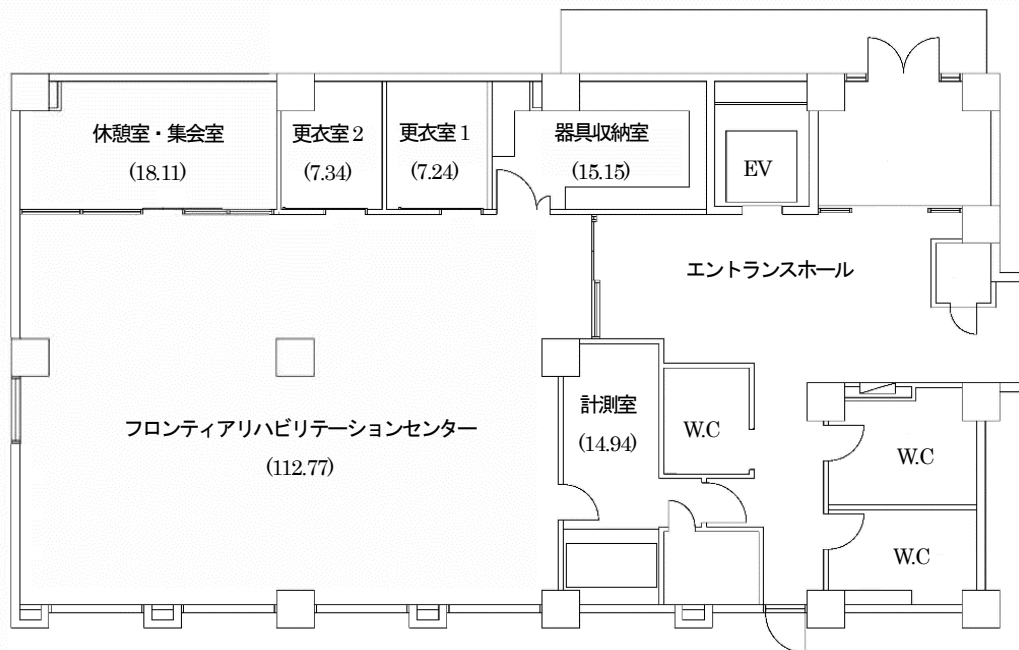 休憩室・集会室
(18.11)
更衣室2
(7.34)
更衣室1
(7.24)
器具収納室
(15.15)
EV
エントランスホール
フロンティアリハビリテーションセンター
(112.77)
計測室
(14.94)
W.C
W.C
W.C